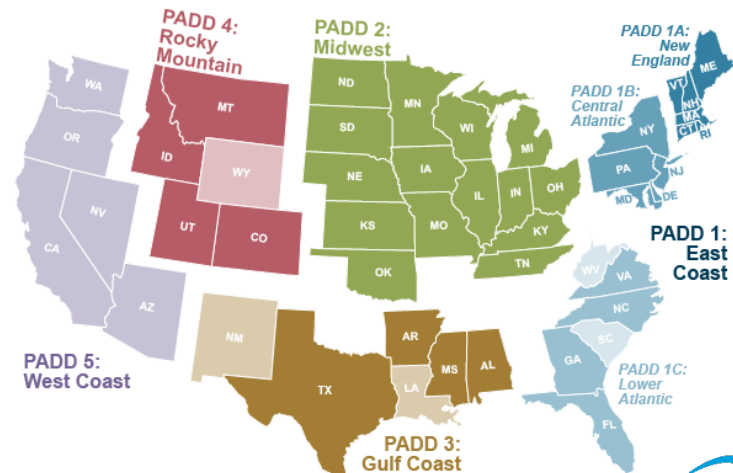 PADD 4:
Rocky
Mountain
PADD 2:
Midwest
PADD 1A:
New
England
PADD 1B:
Central
Atlantic
WA
OR
CA
NV
AZ
MT
ID
WY
UT
CO
ND
SD
NE
KS
OK
MN
IA
MO
WI
IL
MI
IN
OH
KY
TN
ME
VT
NH
MA
CT
RI
NY
PA
NJ
MD
DE
PADD 1:
East
Coast
WV
VA
NC
SC
GA
FL
PADD 1C:
Lower
Atlantic
NM
TX
AR
LA
MS
AL
PADD 5:
West Coast
PADD 3:
Gulf Coast